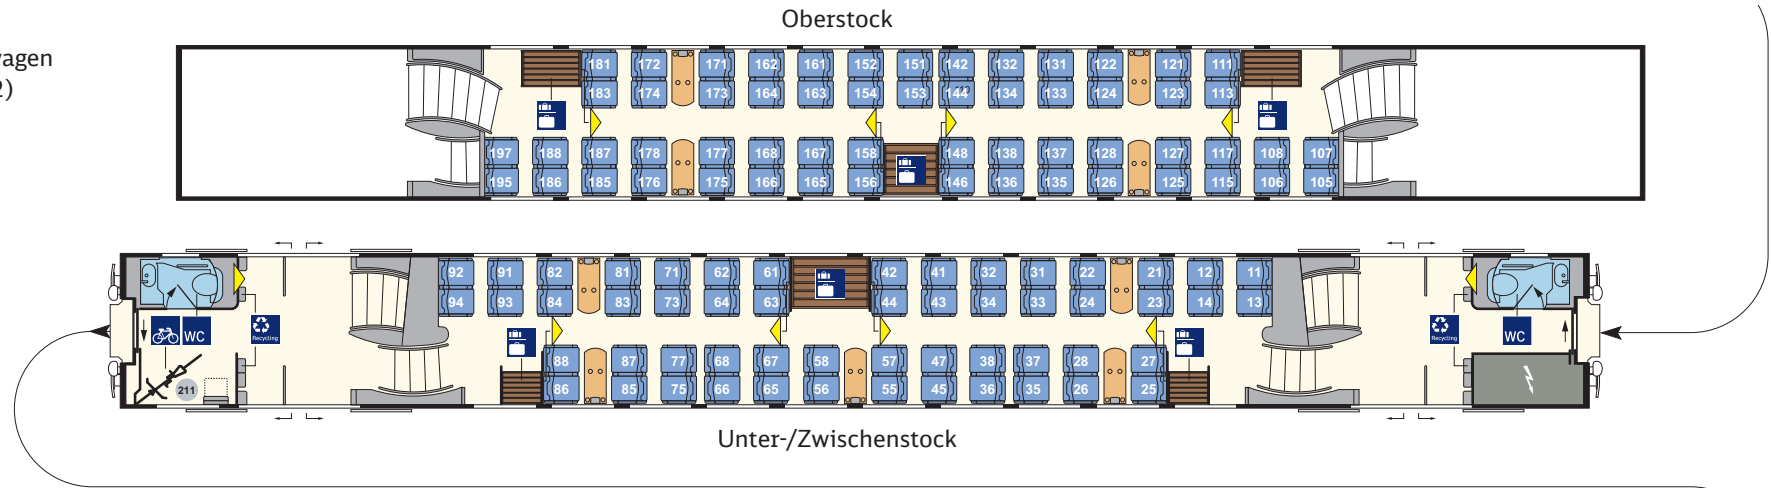 Oberstock
agen
2)
181 172 171 162 161 152 151 142 132 131 122 121 111
183 174 173 164 163 154 153 144 134 133 124 123 113
197 188 187 178 177 168 167 158 148 138 137 128 127 117 108 107
195 186 185 176 175 166 165 156 146 136 135 126 125 115 106 105
92 91 82 81 71 62 61 42 41 32 31 22 21 12 11
94 93 84 83 73 64 63 44 43 34 33 24 23 14 13
WC Recycling Recycling WC
88 87 77 68 67 58 57 47 38 37 28 27
211 86 85 75 66 65 56 55 45 36 35 26 25
Unter-/Zwischenstock